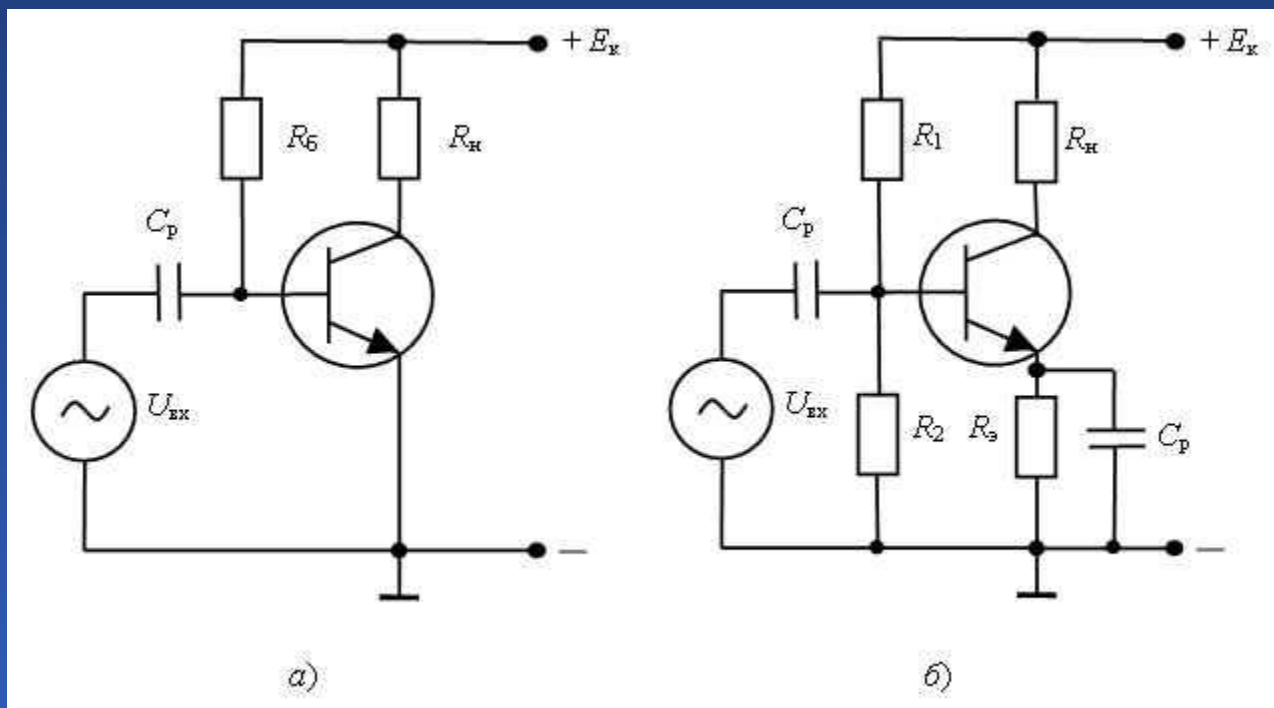 + Eк
+ Eк
Rб
Rн
R1
Rн
Cр
Cр
Uвх
Uвх
R2
Rэ
Cр
—
—
а)
б)